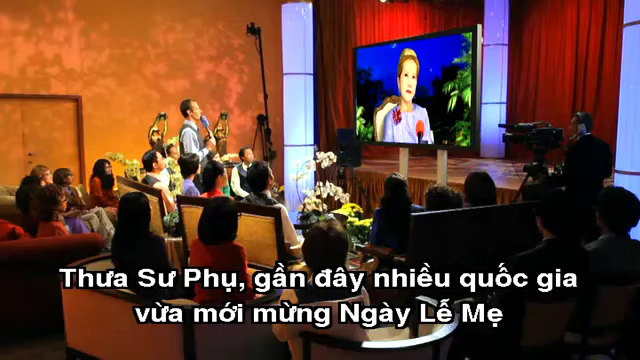 Thưa Sư Phụ, gần đây nhiều quốc gia
vừa mới mừng Ngày Lễ Mẹ